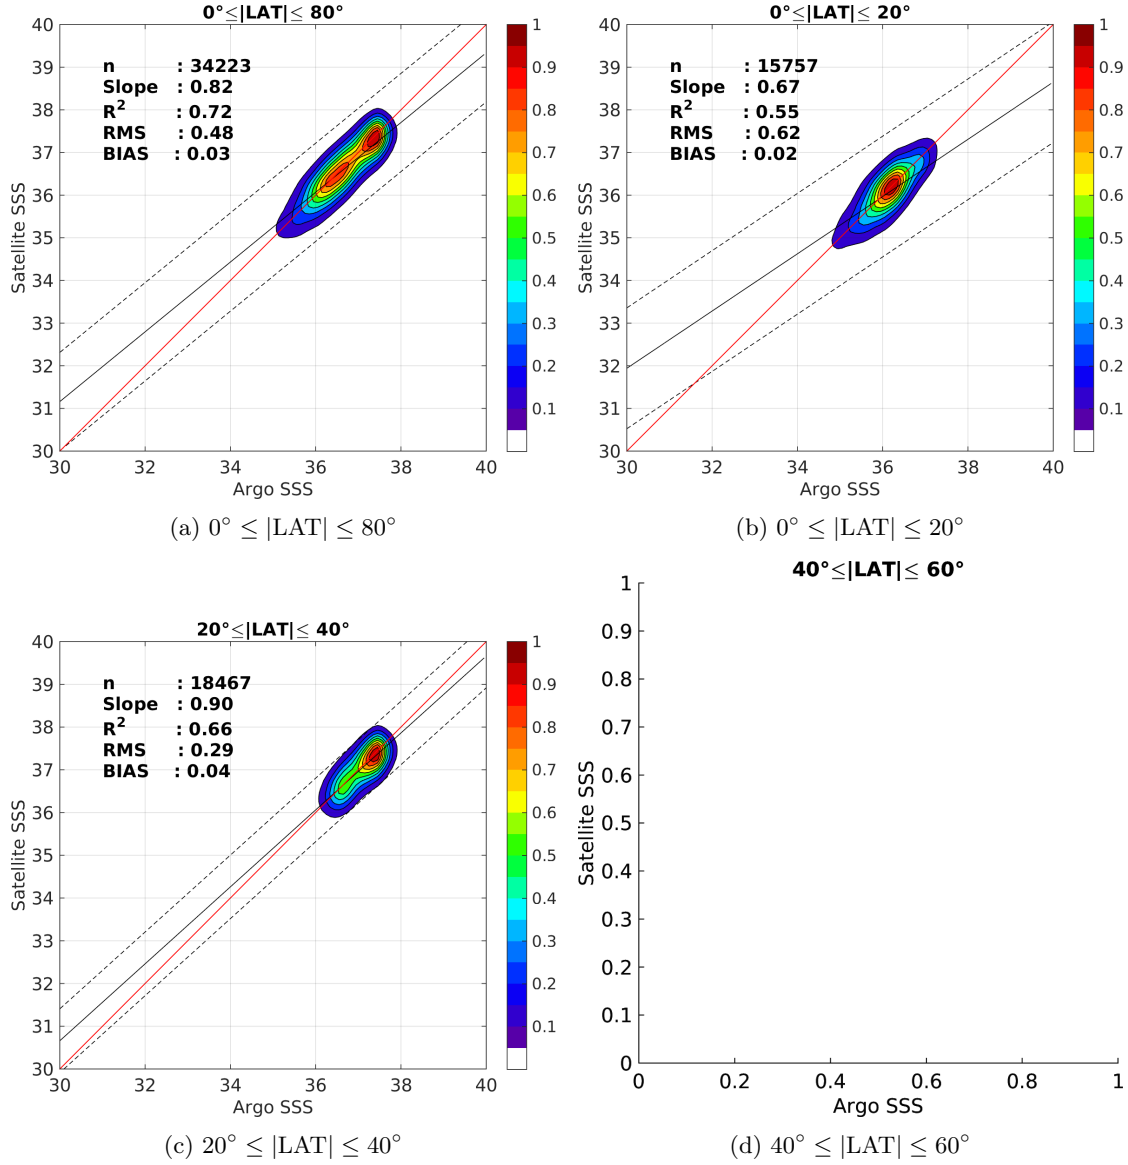 0°≤|LAT|≤ 80°
n : 34223
Slope : 0.82
R²
: 0.72
RMS : 0.48
BIAS : 0.03
40
39
38
37
36
35
34
33
32
31
30
Satellite SSS
30 32 34 36 38 40
Argo SSS
1
0.9
0.8
0.7
0.6
0.5
0.4
0.3
0.2
0.1
(a) 0° ≤ |LAT| ≤ 80°
0°≤|LAT|≤ 20°
n : 15757
Slope : 0.67
R² : 0.55
RMS : 0.62
BIAS : 0.02
40
39
38
37
36
35
34
33
32
31
30
Satellite SSS
30 32 34 36 38 40
Argo SSS
1
0.9
0.8
0.7
0.6
0.5
0.4
0.3
0.2
0.1
(b) 0° ≤ |LAT| ≤ 20°
20°≤|LAT|≤ 40°
n : 18467
Slope : 0.90
R² : 0.66
RMS : 0.29
BIAS : 0.04
40
39
38
37
36
35
34
33
32
31
30
Satellite SSS
30 32 34 36 38 40
Argo SSS
1
0.9
0.8
0.7
0.6
0.5
0.4
0.3
0.2
0.1
(c) 20° ≤ |LAT| ≤ 40°
40°≤|LAT|≤ 60°
1
0.9
0.8
0.7
0.6
0.5
0.4
0.3
0.2
0.1
0
Satellite SSS
0 0.2 0.4 0.6 0.8 1
Argo SSS
(d) 40° ≤ |LAT| ≤ 60°